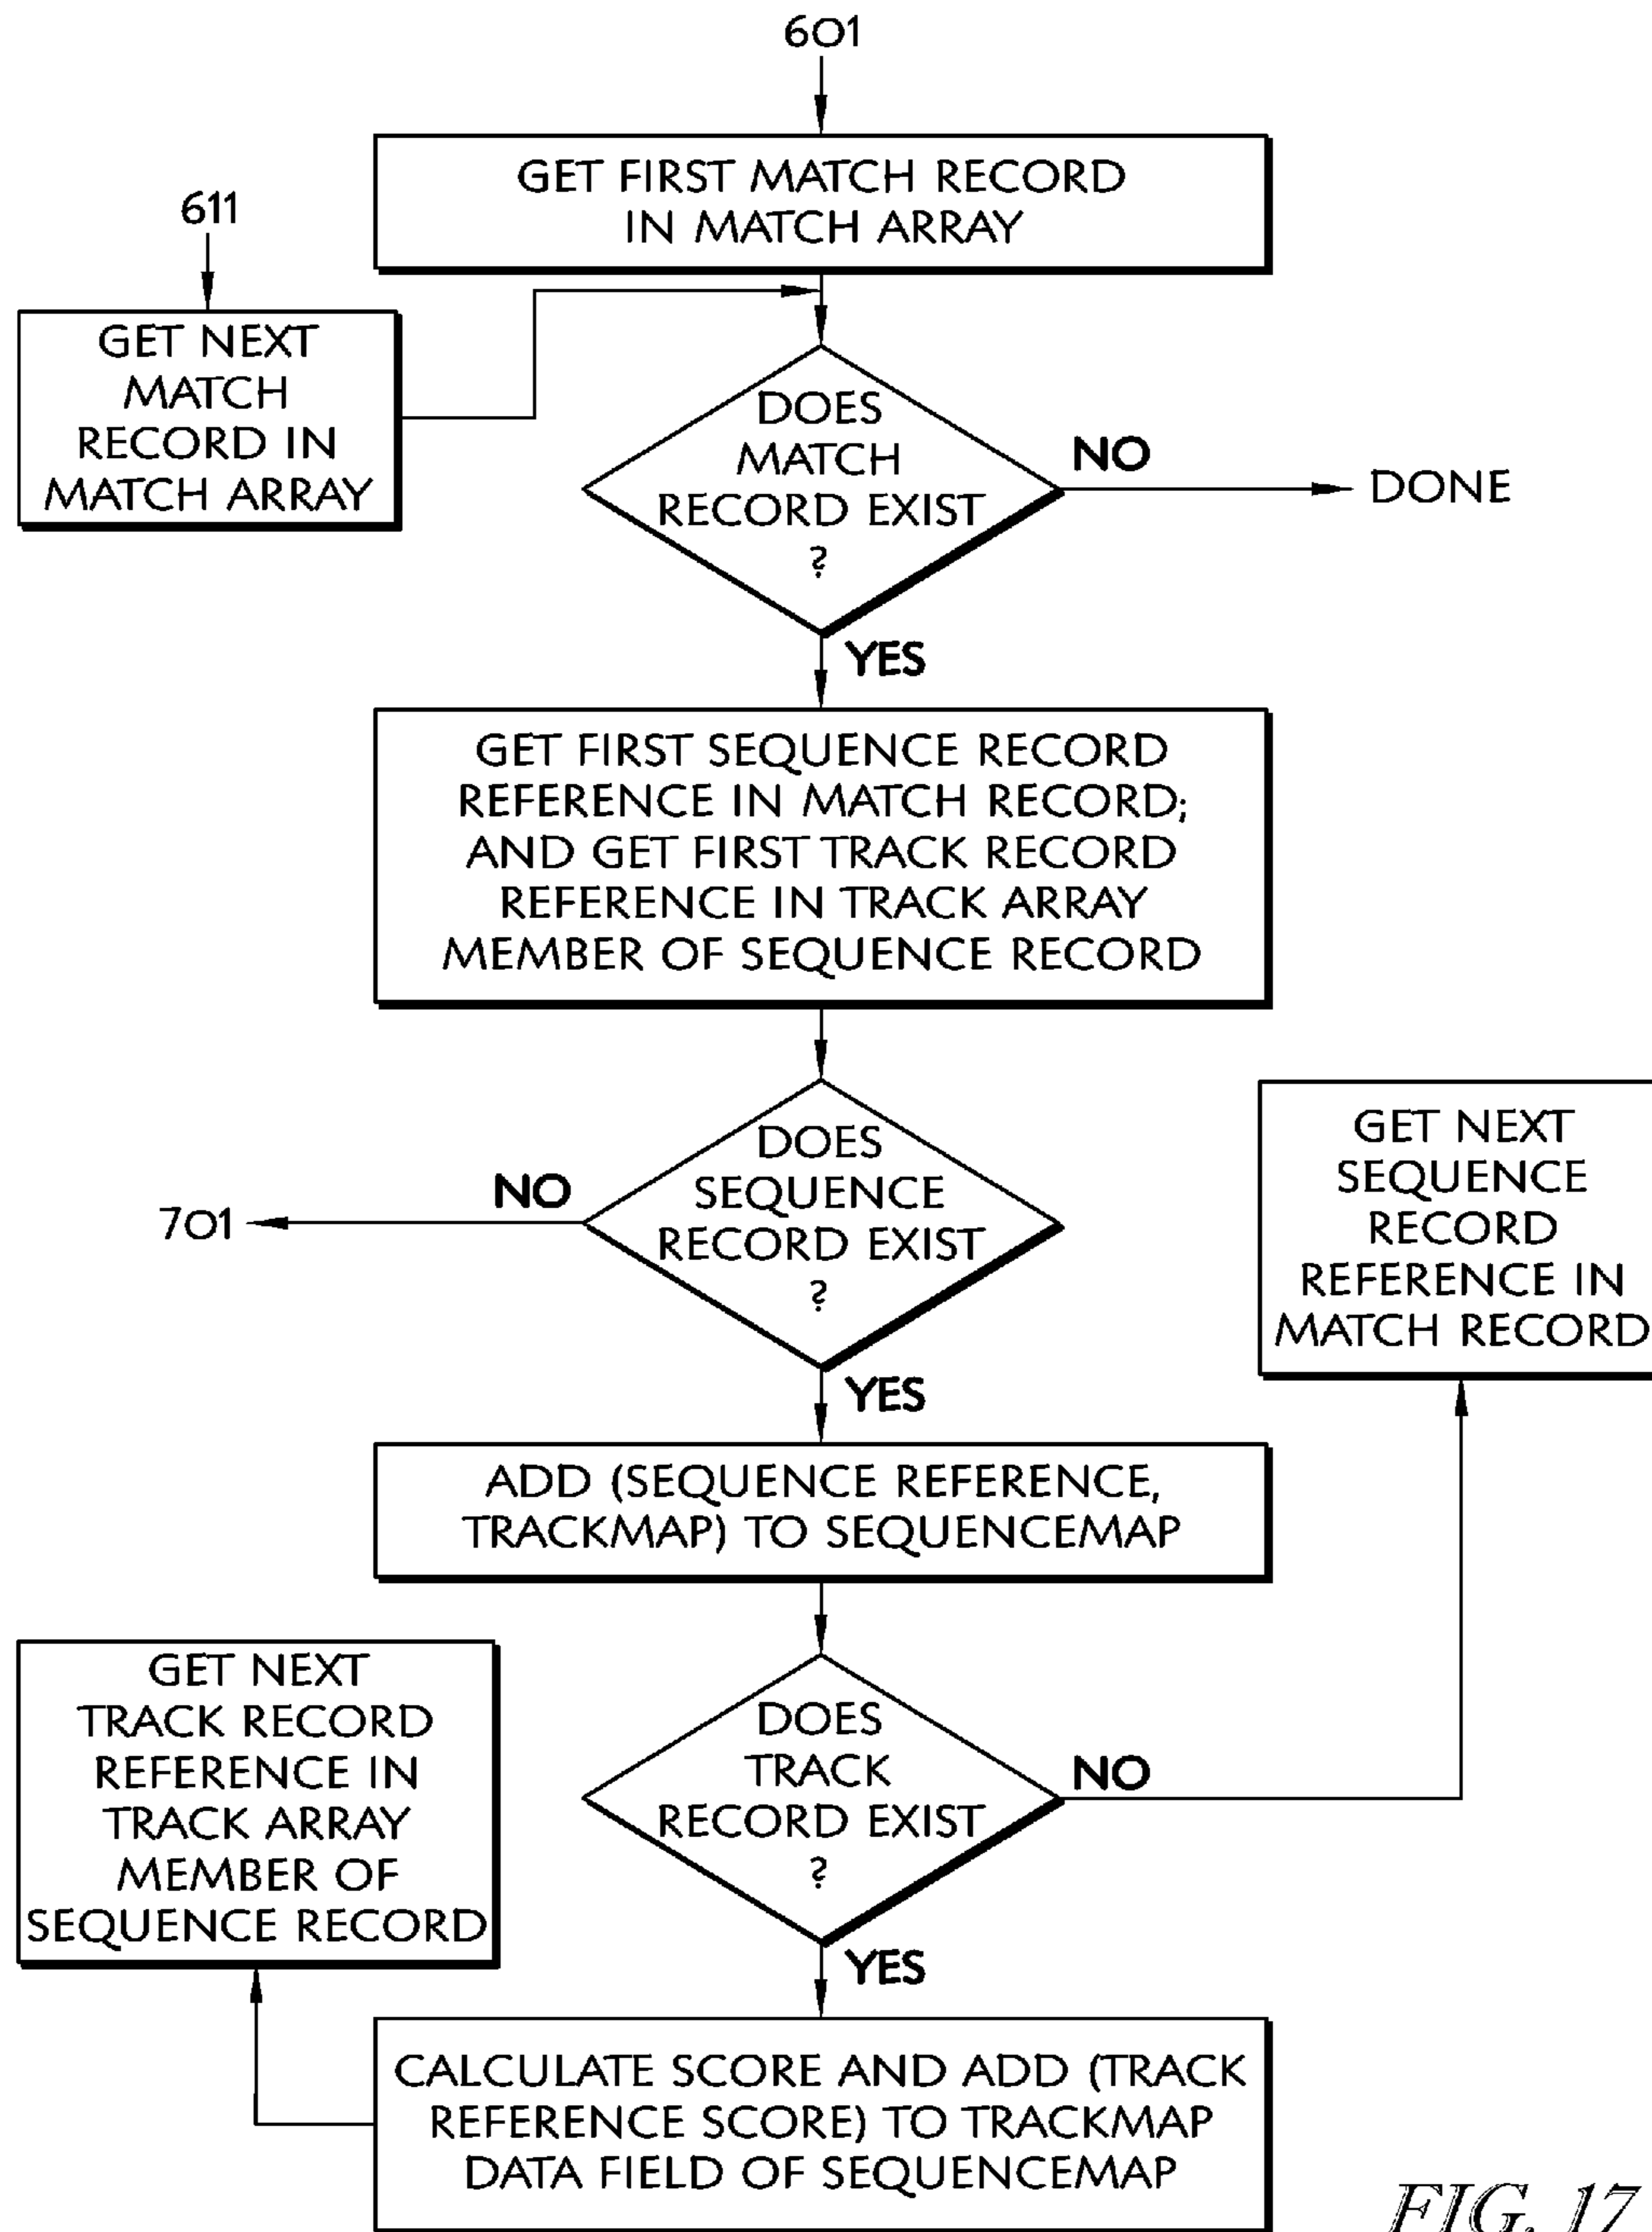 601
GET FIRST MATCH RECORD
IN MATCH ARRAY
611
GET NEXT
MATCH
RECORD IN
MATCH ARRAY
DOES
MATCH
RECORD EXIST
?
NO
DONE
YES
GET FIRST SEQUENCE RECORD
REFERENCE IN MATCH RECORD;
AND GET FIRST TRACK RECORD
REFERENCE IN TRACK ARRAY
MEMBER OF SEQUENCE RECORD
DOES
SEQUENCE
RECORD EXIST
?
NO
701
GET NEXT
SEQUENCE
RECORD
REFERENCE IN
MATCH RECORD
YES
ADD (SEQUENCE REFERENCE,
TRACKMAP) TO SEQUENCEMAP
GET NEXT
TRACK RECORD
REFERENCE IN
TRACK ARRAY
MEMBER OF
SEQUENCE RECORD
DOES
TRACK
RECORD EXIST
?
NO
YES
CALCULATE SCORE AND ADD (TRACK
REFERENCE SCORE) TO TRACKMAP
DATA FIELD OF SEQUENCEMAP
FIG. 17